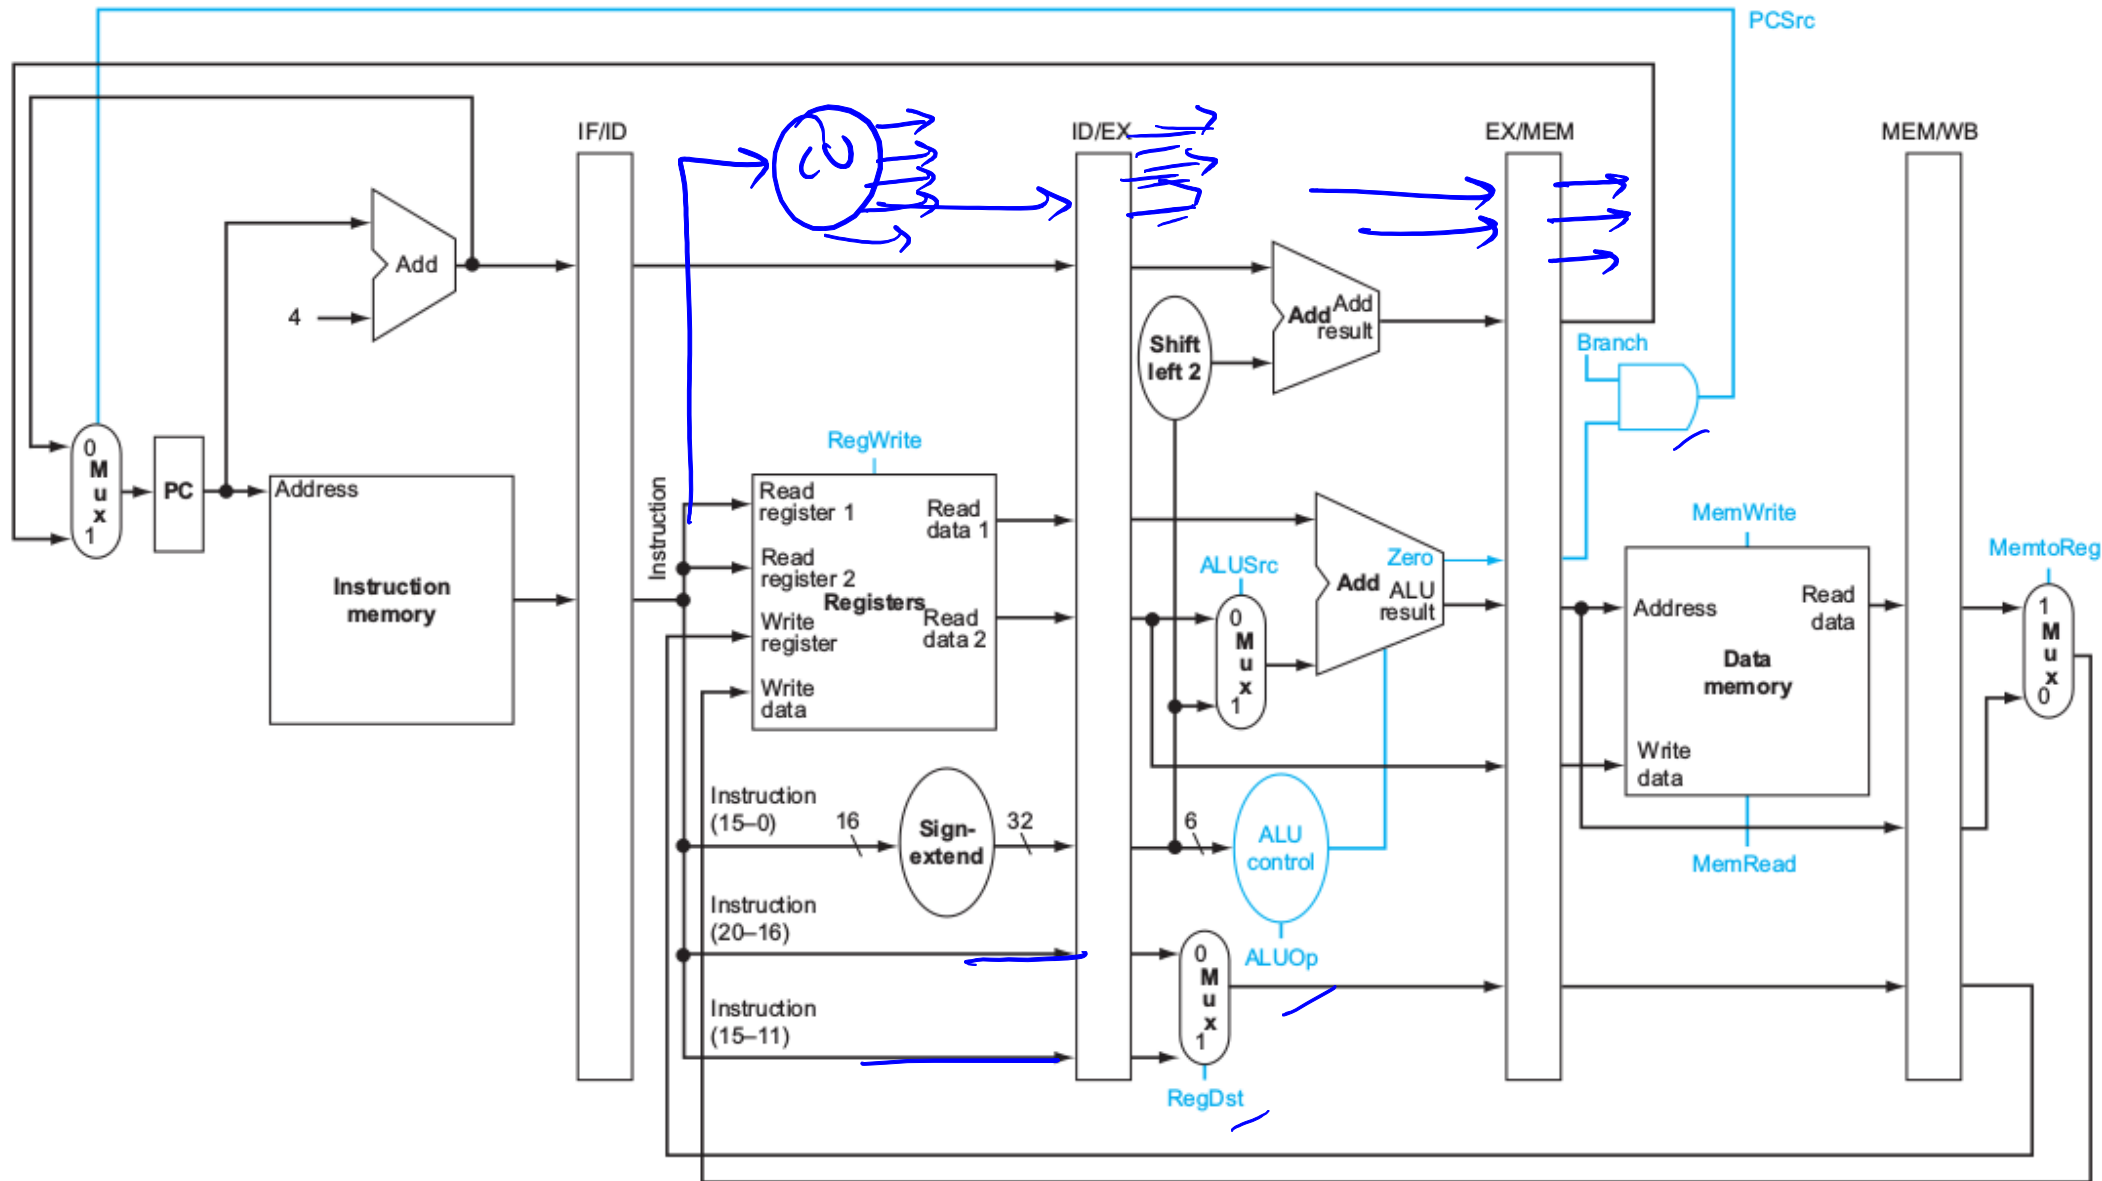 PCSrc
IF/ID
CU
ID/EX
EX/MEM
MEM/WB
Add
4
Shift
left 2
Add
Add
result
Branch
0
M
u
x
1
PC
Address
Instruction
memory
Instruction
RegWrite
Read
register 1
Read
register 2
Write
register
Write
data
Registers
Read
data 1
Read
data 2
ALUSrc
0
M
u
x
1
Add
Zero
ALU
result
MemWrite
Address
Read
data
Data
memory
Write
data
MemRead
MemtoReg
1
M
u
x
0
Instruction
(15–0)
16
Sign-
extend
32
6
ALU
control
ALUOp
Instruction
(20–16)
Instruction
(15–11)
0
M
u
x
1
RegDst